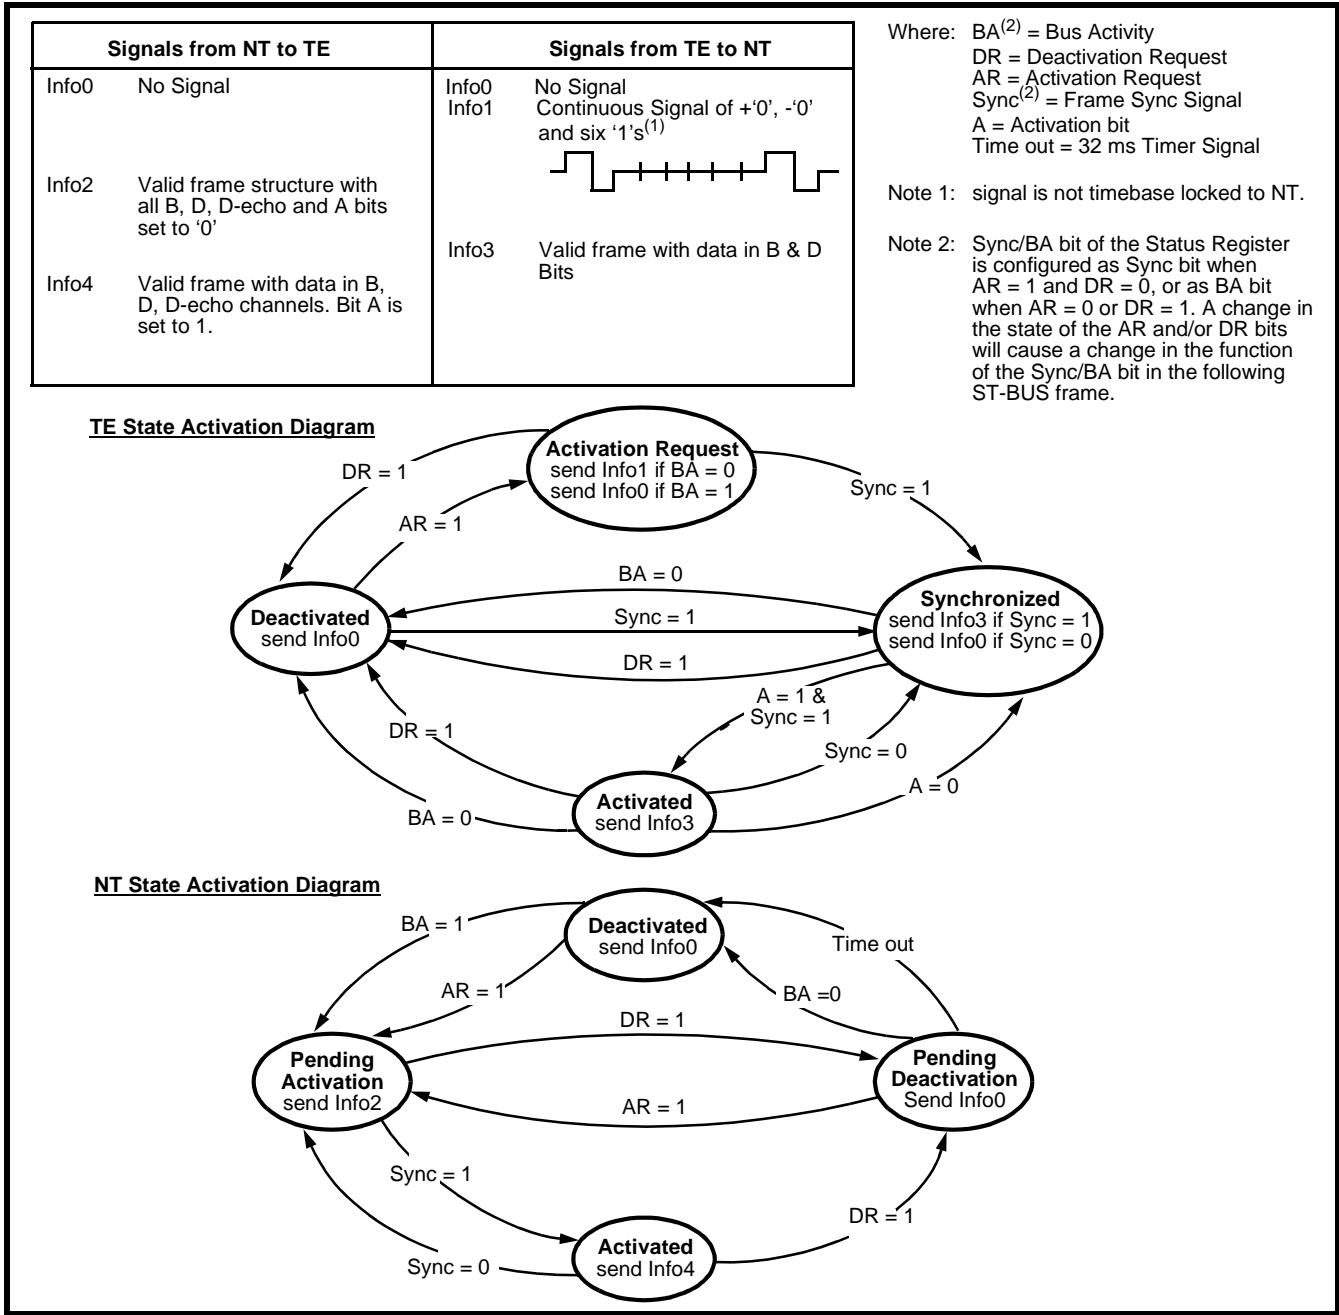 Signals from NT to TE
Signals from TE to NT
Info0 No Signal
Info2 Valid frame structure with
all B, D, D-echo and A bits
set to ‘0’
Info4 Valid frame with data in B,
D, D-echo channels. Bit A is
set to 1.
Info0 No Signal
Info1 Continuous Signal of +‘0’, -‘0’
and six ‘1’s(1)
Info3 Valid frame with data in B & D
Bits
Where: BA(2) = Bus Activity
DR = Deactivation Request
AR = Activation Request
Sync(2) = Frame Sync Signal
A = Activation bit
Time out = 32 ms Timer Signal
Note 1: signal is not timebase locked to NT.
Note 2: Sync/BA bit of the Status Register
is configured as Sync bit when
AR = 1 and DR = 0, or as BA bit
when AR = 0 or DR = 1. A change in
the state of the AR and/or DR bits
will cause a change in the function
of the Sync/BA bit in the following
ST-BUS frame.
TE State Activation Diagram
Activation Request
send Info1 if BA = 0
send Info0 if BA = 1
DR = 1
Sync = 1
AR = 1
BA = 0
Deactivated
send Info0
Sync = 1
Synchronized
send Info3 if Sync = 1
send Info0 if Sync = 0
DR = 1
A = 1 &
Sync = 1
DR = 1
Sync = 0
A = 0
Activated
send Info3
BA = 0
NT State Activation Diagram
BA = 1
Deactivated
send Info0
Time out
AR = 1
BA =0
DR = 1
Pending
Activation
send Info2
Pending
Deactivation
Send Info0
AR = 1
Sync = 1
DR = 1
Activated
send Info4
Sync = 0